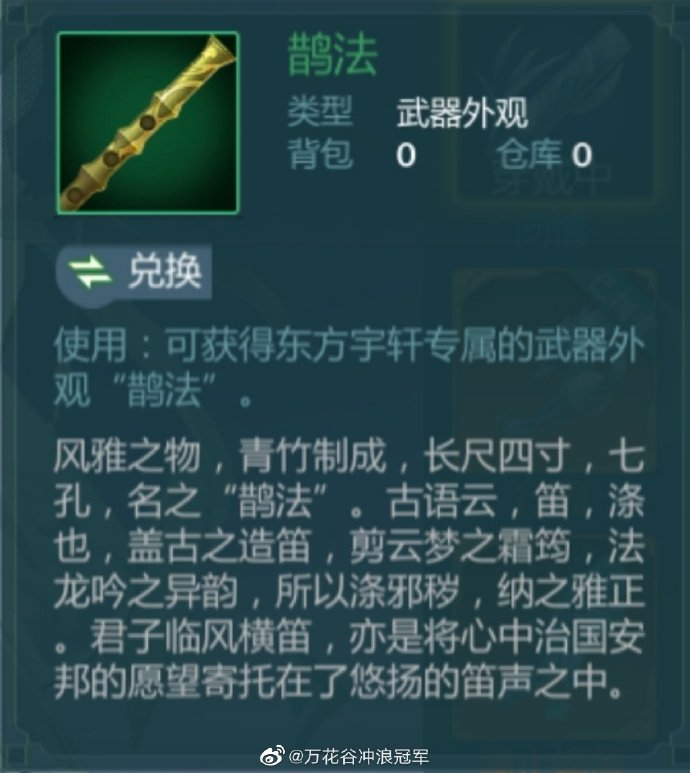 鹊法
类型 武器外观
背包 0 仓库 0
穿戴中
兑换
使用：可获得东方宇轩专属的武器外
观“鹊法”。
风雅之物，青竹制成，长尺四寸，七
孔，名之“鹊法”。古语云，笛，涤
也，盖古之造笛，剪云梦之霜筠，法
龙吟之异韵，所以涤邪秽，纳之雅正
。君子临风横笛，亦是将心中治国安
邦的愿望寄托在了悠扬的笛声之中。
@万花谷冲浪冠军